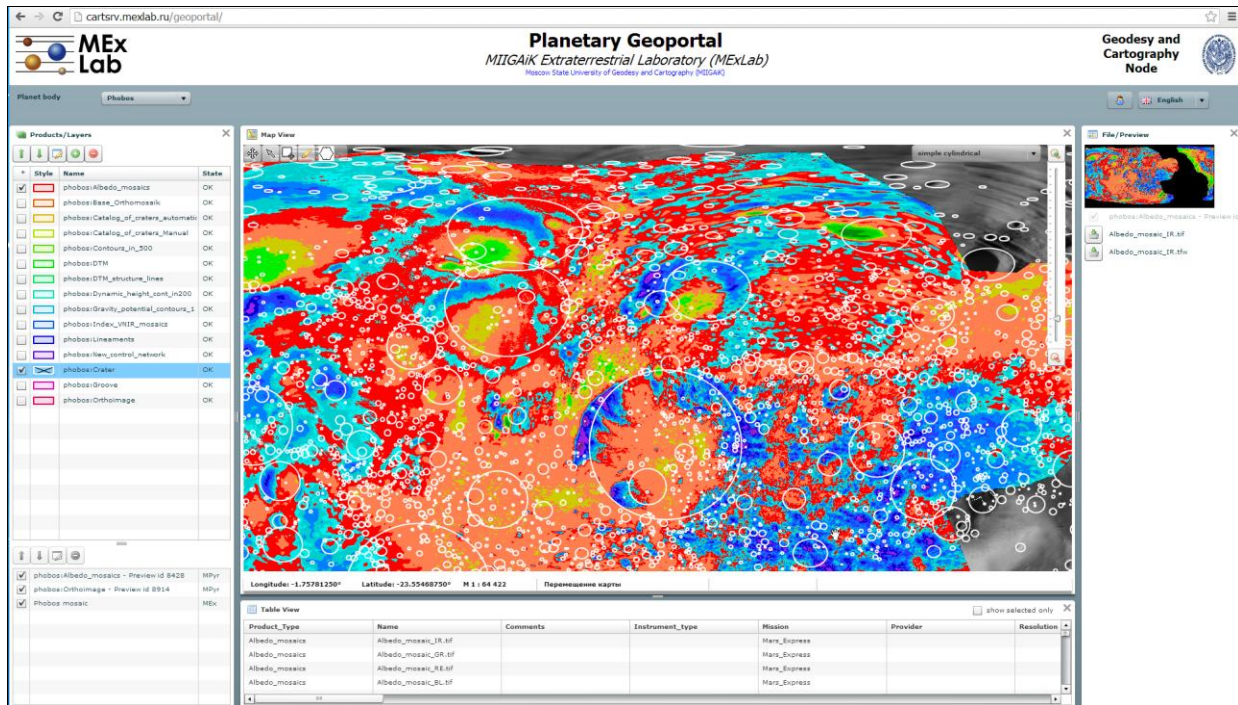 cartsrv.mexlab.ru/geoportal/
MEx
Lab
Planetary Geoportal
MIIGAiK Extraterrestrial Laboratory (MExLab)
Moscow State University of Geodesy and Cartography (MIIGAiK)
Geodesy and
Cartography
Node
Planet body
Phobos
English
Products/Layers
* Style Name State
phobos:Albedo_mosaics OK
phobos:Base_Orthomosaik OK
phobos:Catalog_of_craters_automatic OK
phobos:Catalog_of_craters_Manual OK
phobos:Contours_in_500 OK
phobos:DTM OK
phobos:DTM_structure_lines OK
phobos:Dynamic_height_cont_in200 OK
phobos:Gravity_potential_contours_1 OK
phobos:Index_VNIR_mosaics OK
phobos:Lineaments OK
phobos:New_control_network OK
phobos:Crater OK
phobos:Groove OK
phobos:Orthoimage OK
phobos:Albedo_mosaics - Preview id 8428 MPyr
phobos:Orthoimage - Preview id 8914 MPyr
Phobos mosaic MEx
Map View
simple cylindrical
Longitude: -1.75781250° Latitude: -23.55468750° M 1 : 64 422 Перемещение карты
Table View
show selected only
Product_Type Name Comments Instrument_type Mission Provider Resolution
Albedo_mosaics Albedo_mosaic_IR.tif Mars_Express
Albedo_mosaics Albedo_mosaic_GR.tif Mars_Express
Albedo_mosaics Albedo_mosaic_RE.tif Mars_Express
Albedo_mosaics Albedo_mosaic_BL.tif Mars_Express
File/Preview
phobos:Albedo_mosaics - Preview id
Albedo_mosaic_IR.tif
Albedo_mosaic_IR.tfw